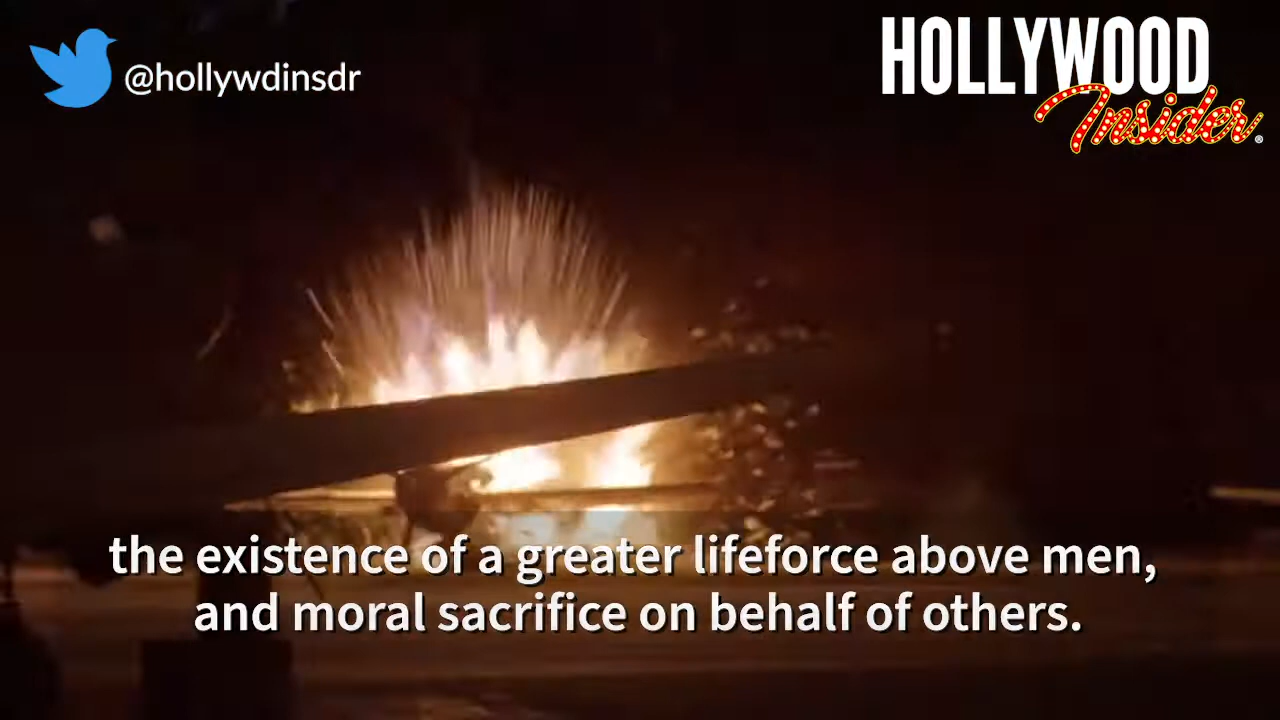 @hollywdinsdr
HOLLYWOOD
Insider
the existence of a greater lifeforce above men,
and moral sacrifice on behalf of others.